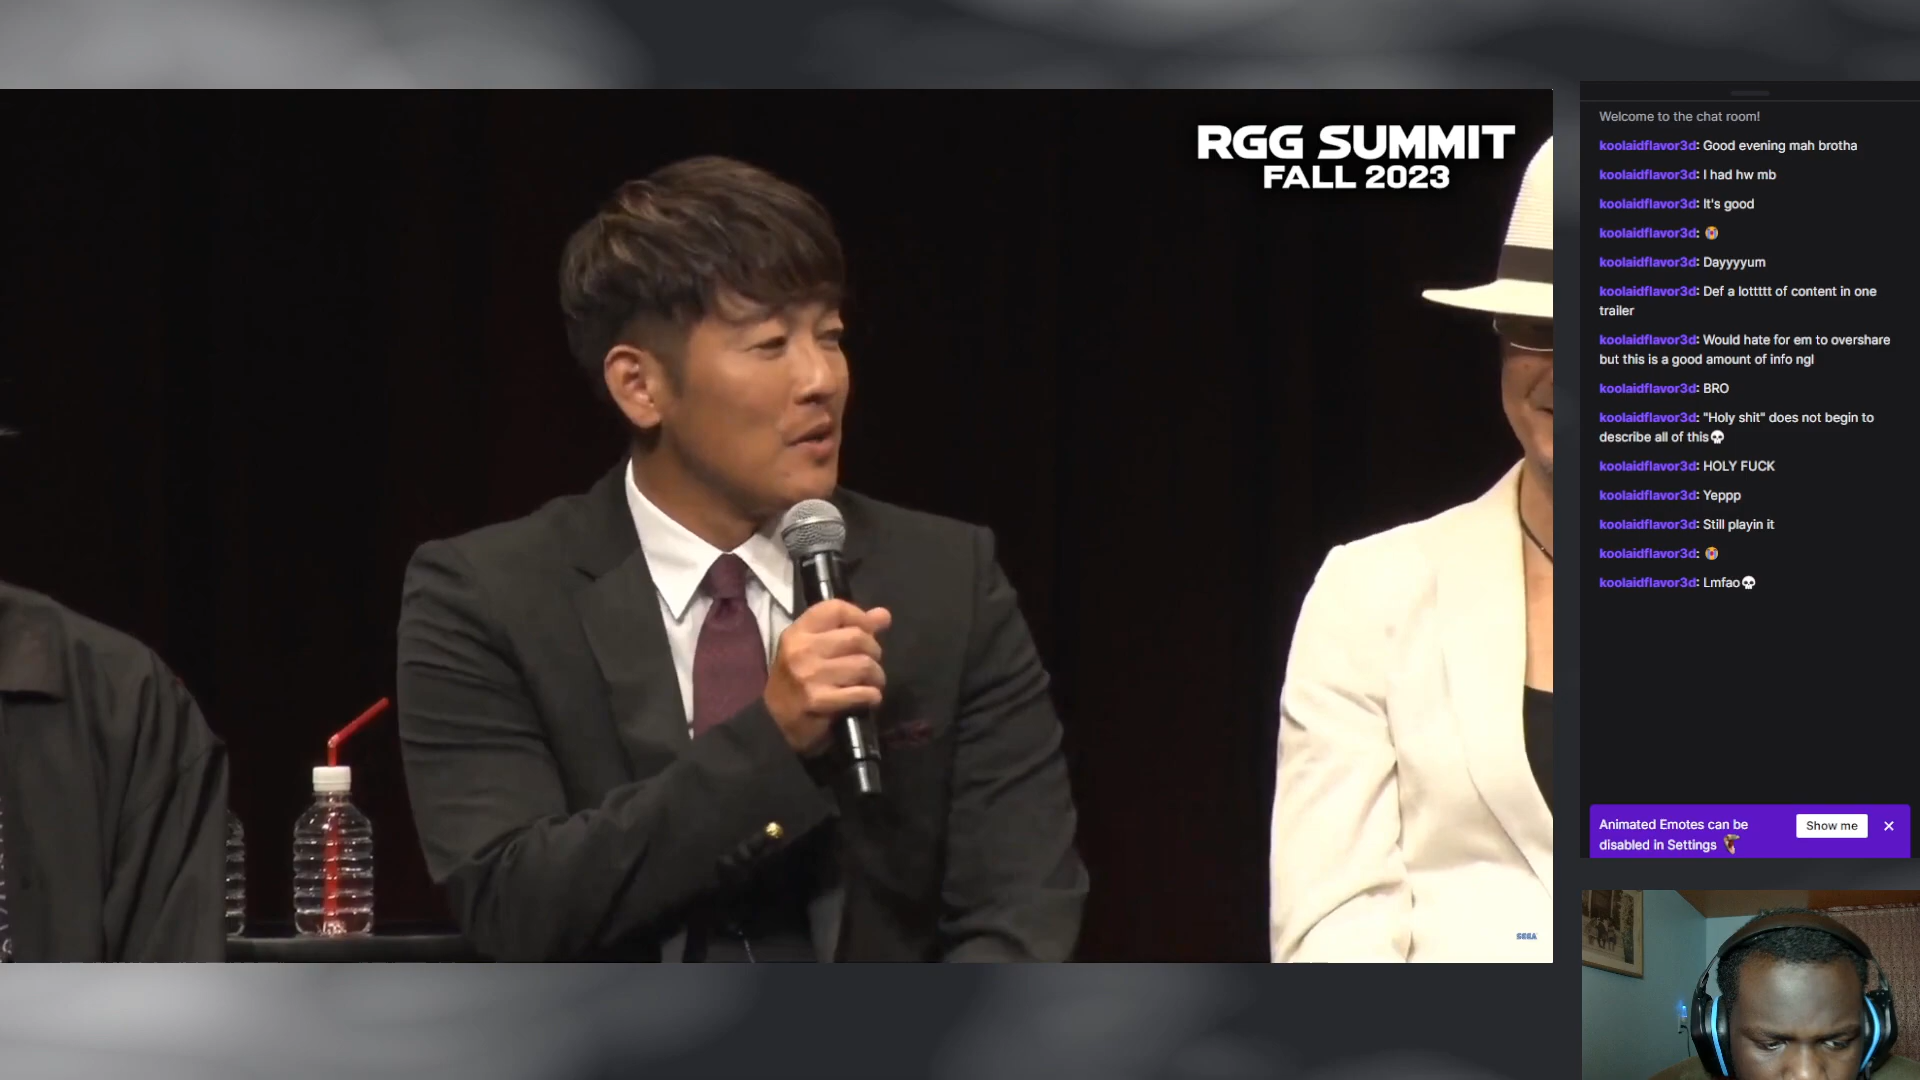 RGG SUMMIT
FALL 2023
SEGA
Welcome to the chat room!
koolaidflavor3d: Good evening mah brotha
koolaidflavor3d: I had hw mb
koolaidflavor3d: It's good
koolaidflavor3d:
koolaidflavor3d: Dayyyyum
koolaidflavor3d: Def a lottttt of content in one
trailer
koolaidflavor3d: Would hate for em to overshare
but this is a good amount of info ngl
koolaidflavor3d: BRO
koolaidflavor3d: "Holy shit" does not begin to
describe all of this💀
koolaidflavor3d: HOLY FUCK
koolaidflavor3d: Yeppp
koolaidflavor3d: Still playin it
koolaidflavor3d:
koolaidflavor3d: Lmfao💀
Animated Emotes can be
disabled in Settings
Show me